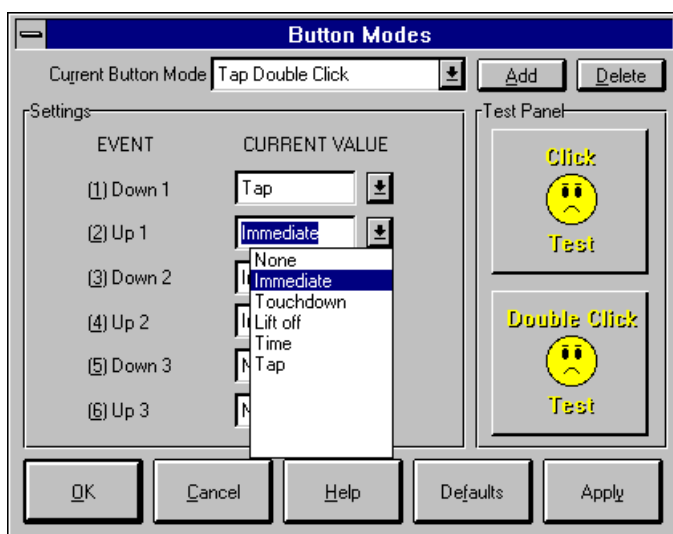 Button Modes
Current Button Mode Tap Double Click Add Delete
Settings Test Panel
EVENT CURRENT VALUE
(1) Down 1 Tap
(2) Up 1 Immediate
(3) Down 2
(4) Up 2
(5) Down 3
(6) Up 3
None
Immediate
Touchdown
Lift off
Time
Tap
Click
Test
Double Click
Test
OK Cancel Help Defaults Apply